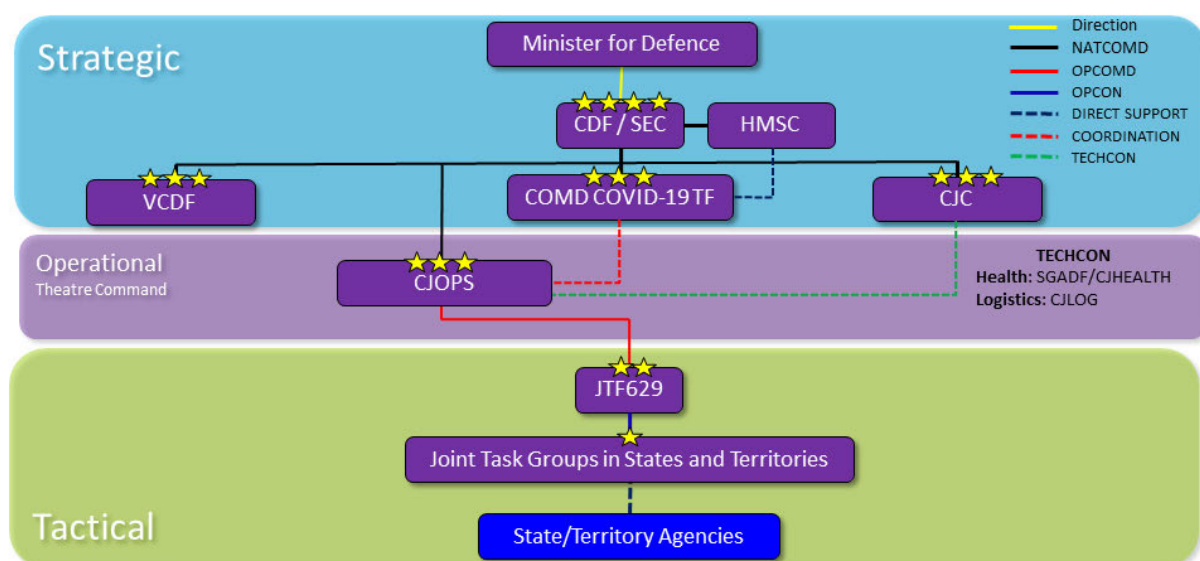 Strategic
Minister for Defence
Direction
NATCOMD
OPCOMD
OPCON
DIRECT SUPPORT
COORDINATION
TECHCON
CDF / SEC
HMSC
VCDF
COMD COVID-19 TF
CJC
Operational
Theatre Command
CJOPS
TECHCON
Health: SGADF/CJHEALTH
Logistics: CJLOG
JTF629
Joint Task Groups in States and Territories
Tactical
State/Territory Agencies